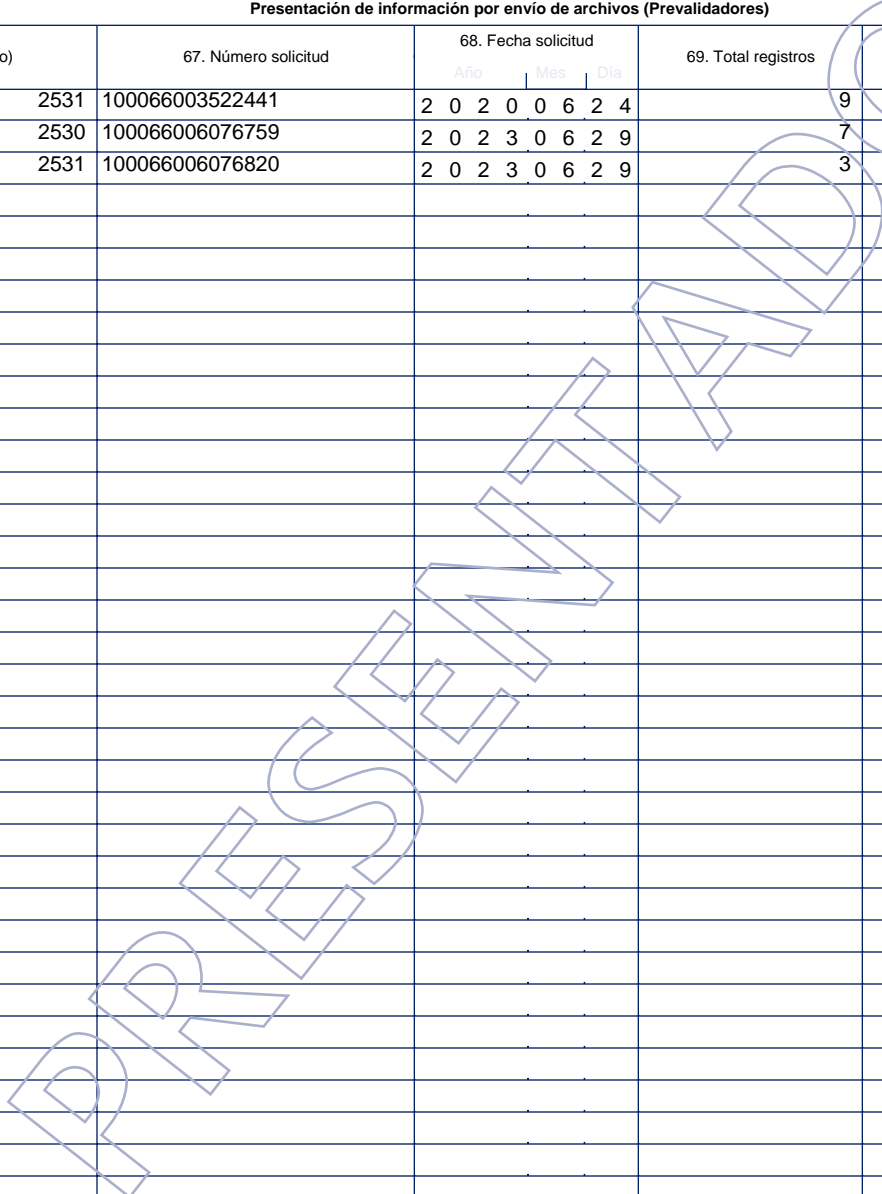 Presentación de información por envío de archivos (Prevalidadores)
o) 67. Número solicitud 68. Fecha solicitud 69. Total registros
Año Mes Día
2531 100066003522441 2 0 2 0 0 6 2 4 9
2530 100066006076759 2 0 2 3 0 6 2 9 7
2531 100066006076820 2 0 2 3 0 6 2 9 3
PRESENTADO